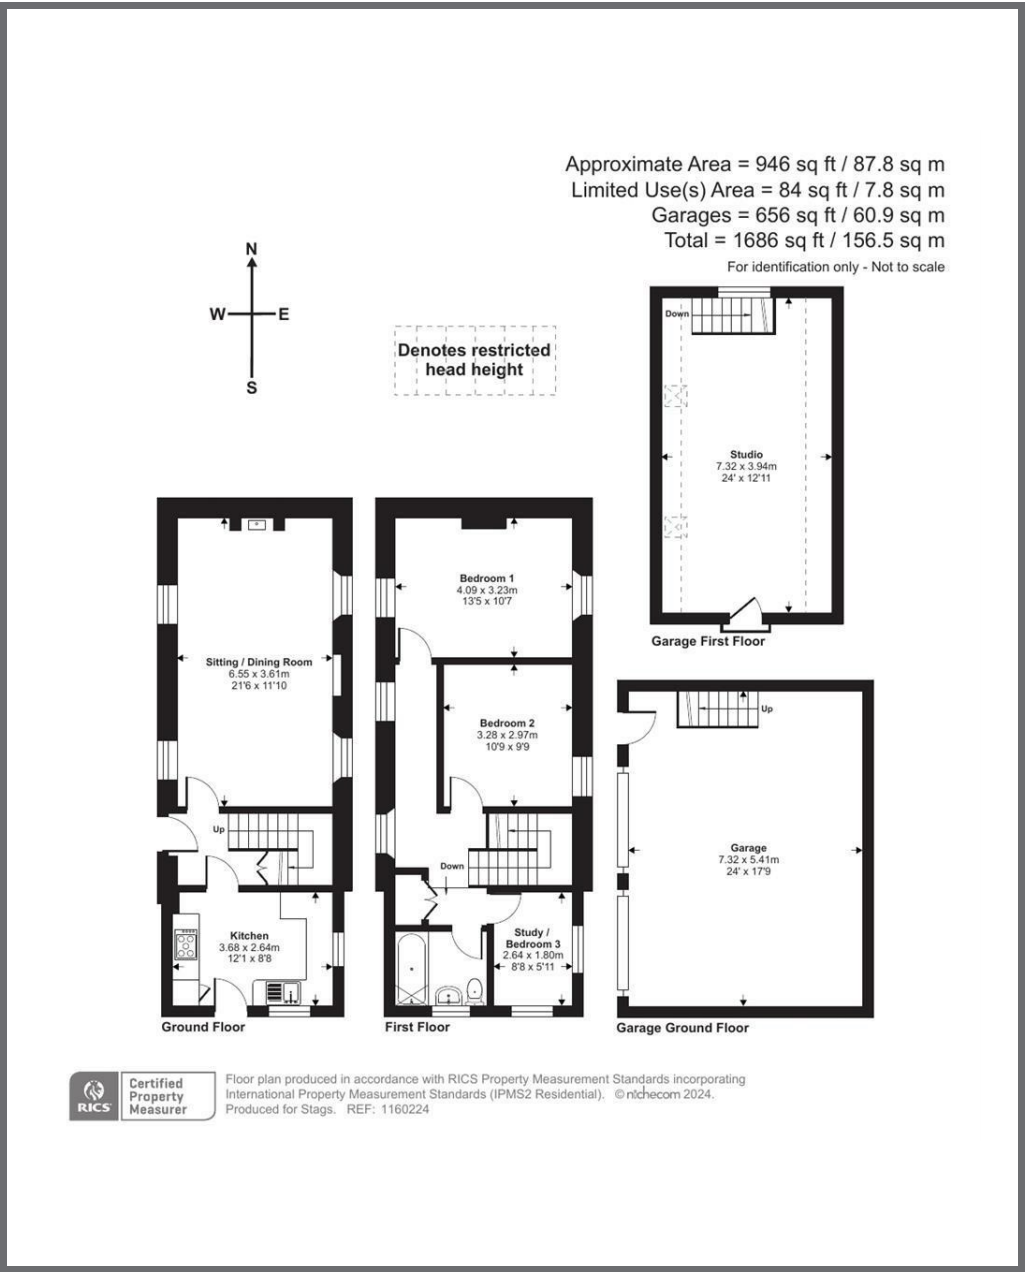 Approximate Area = 946 sq ft / 87.8 sq m
Limited Use(s) Area = 84 sq ft / 7.8 sq m
Garages = 656 sq ft / 60.9 sq m
Total = 1686 sq ft / 156.5 sq m
For identification only - Not to scale
N
W E
S
Denotes restricted
head height
Down
Studio
7.32 x 3.94m
24' x 12'11
Garage First Floor
Sitting / Dining Room
6.55 x 3.61m
21'6 x 11'10
Up
Kitchen
3.68 x 2.64m
12'1 x 8'8
Ground Floor
Bedroom 1
4.09 x 3.23m
13'5 x 10'7
Bedroom 2
3.28 x 2.97m
10'9 x 9'9
Down
Study /
Bedroom 3
2.64 x 1.80m
8'8 x 5'11
First Floor
Up
Garage
7.32 x 5.41m
24' x 17'9
Garage Ground Floor
RICS
Certified
Property
Measurer
Floor plan produced in accordance with RICS Property Measurement Standards incorporating
International Property Measurement Standards (IPMS2 Residential). © nichecom 2024.
Produced for Stags. REF: 1160224